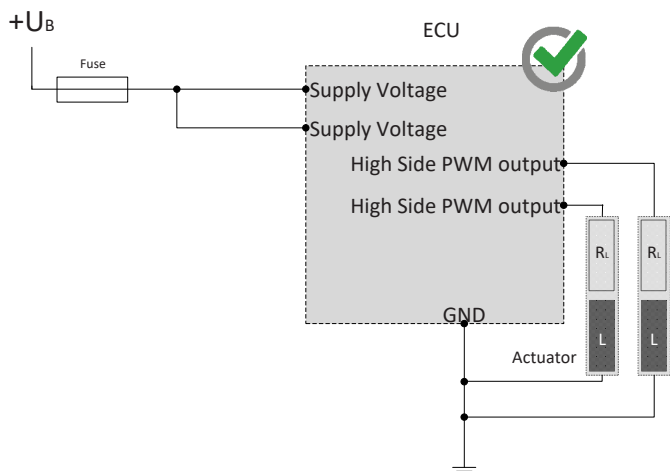 +UB
ECU
Fuse
Supply Voltage
Supply Voltage
High Side PWM output
High Side PWM output
RL
RL
GND
L
L
Actuator